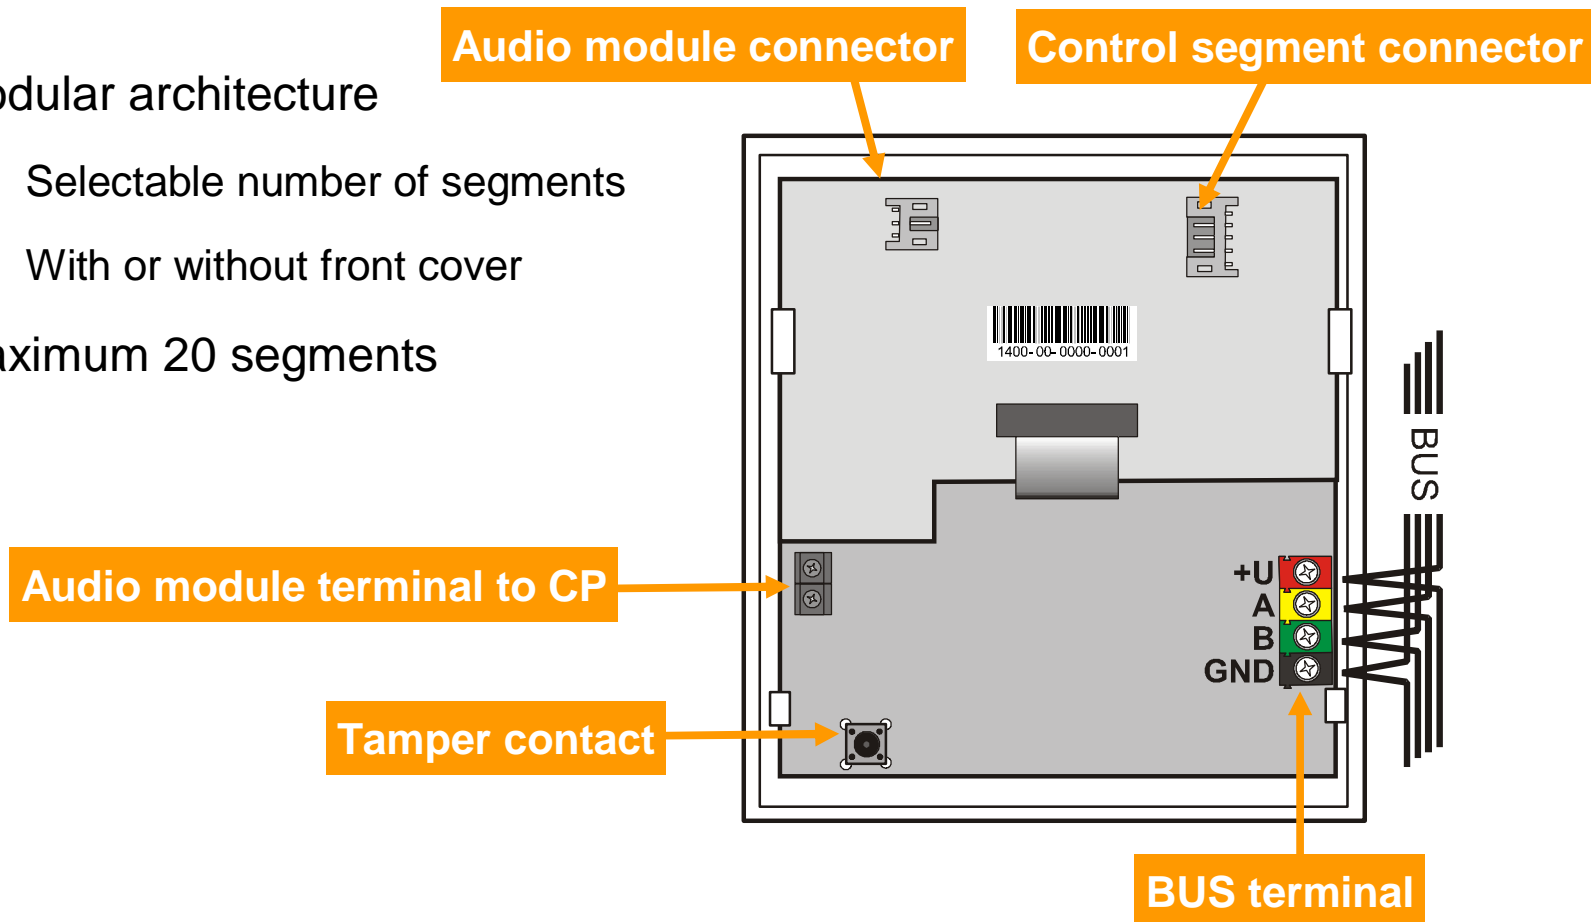 Audio module connector
Control segment connector
odular architecture
Selectable number of segments
With or without front cover
aximum 20 segments
1400-00-0000-0001
BUS
Audio module terminal to CP
+U
A
B
GND
Tamper contact
BUS terminal